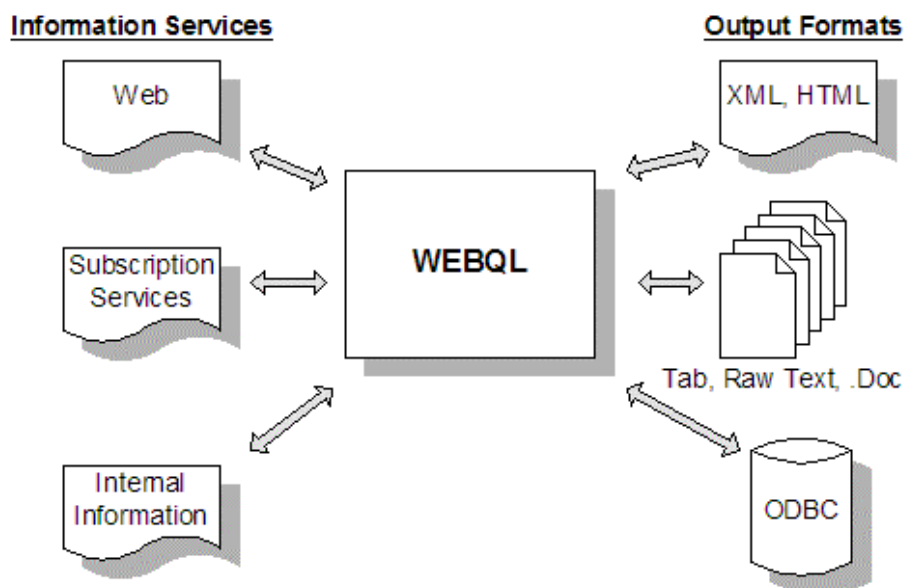 Information Services
Output Formats
Web
XML, HTML
Subscription
Services
WEBQL
Tab, Raw Text, .Doc
Internal
Information
ODBC